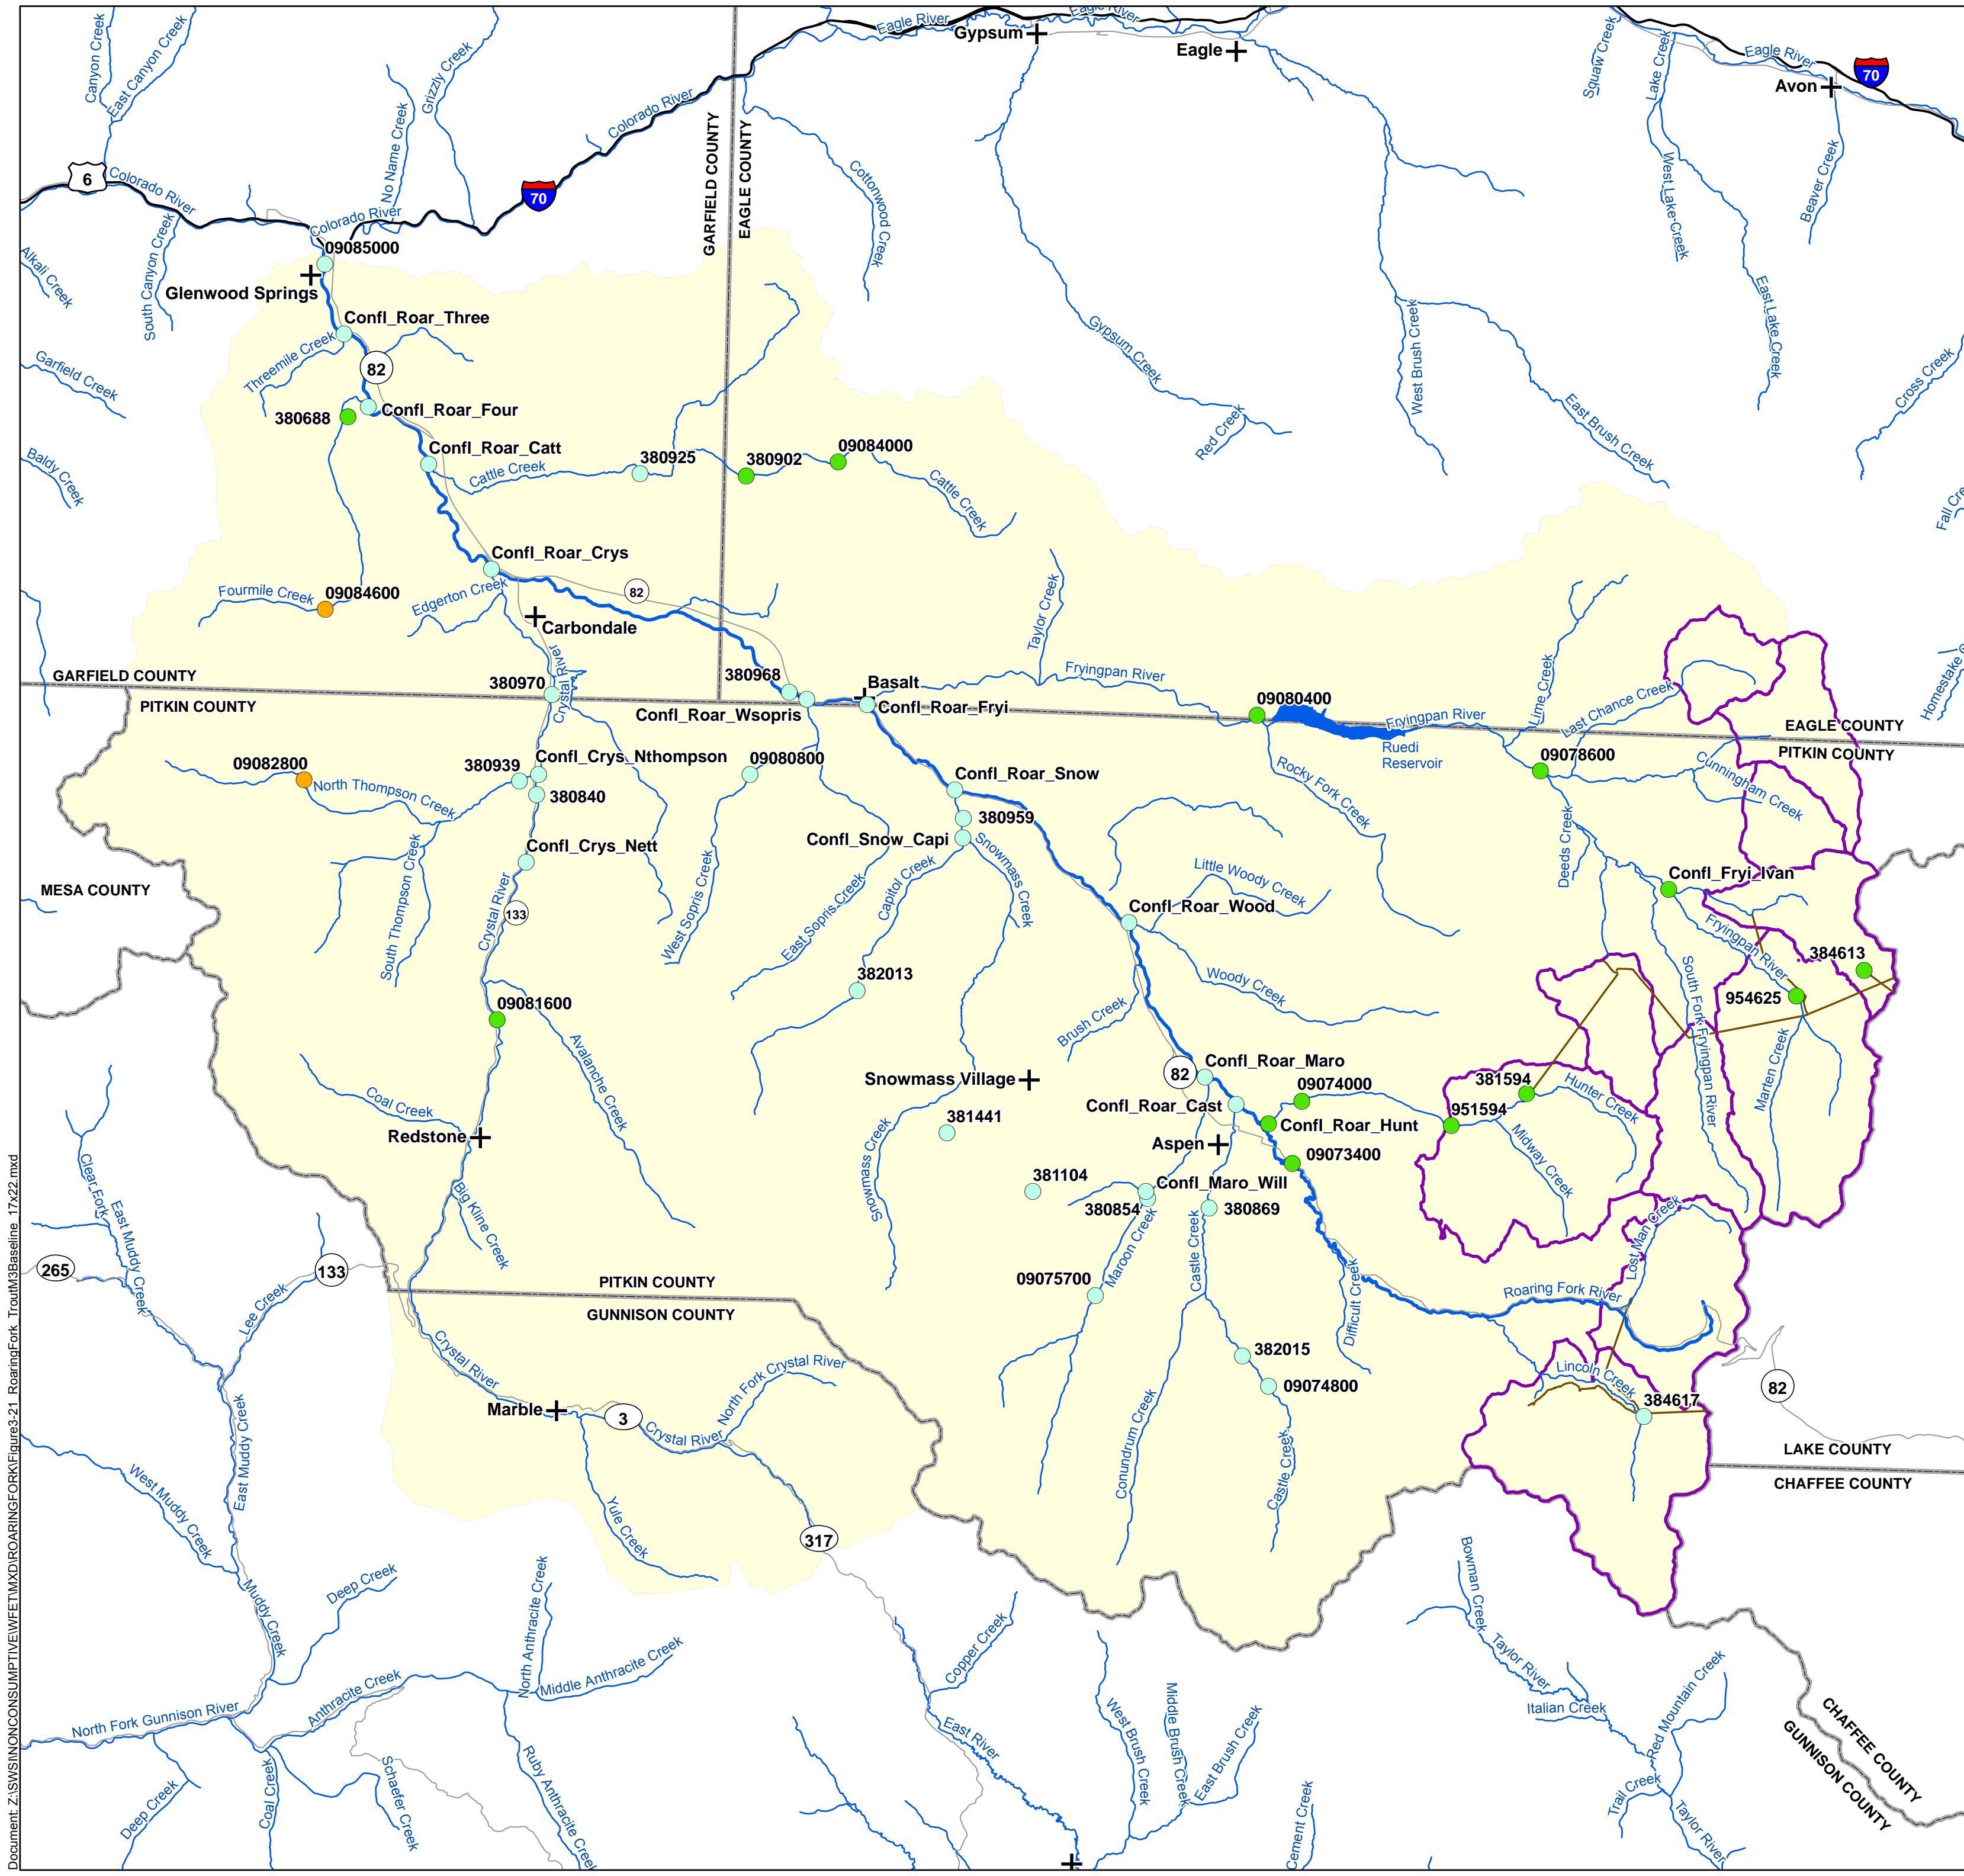 Canyon Creek
East Canyon Creek
Grizzly Creek
No Name Creek
Colorado River
Eagle River
Eagle River
Gypsum
Eagle
Squaw Creek
Lake Creek
Eagle River
Avon
70
GARFIELD COUNTY
EAGLE COUNTY
Cottonwood Creek
West Lake Creek
Beaver Creek
6
Colorado River
70
Colorado River
South Canyon Creek
Alkali Creek
09085000
Glenwood Springs
Confl_Roar_Three
Threemile Creek
82
Garfield Creek
Gypsum Creek
West Brush Creek
East Lake Creek
Cross Creek
380688
Confl_Roar_Four
Red Creek
East Brush Creek
Confl_Roar_Catt
Cattle Creek
380925
380902
09084000
Cattle Creek
Baldy Creek
Fall Cre
Confl_Roar_Crys
Fourmile Creek
09084600
Edgerton Creek
82
Carbondale
Taylor Creek
Crystal River
GARFIELD COUNTY
PITKIN COUNTY
380970
Crystal River
380968
Basalt
Confl_Roar_Wsopris
Confl_Roar_Fryi
Fryingpan River
09080400
Fryingpan River
Ruedi
Reservoir
Lime Creek
Last Chance Creek
Homestake C
EAGLE COUNTY
PITKIN COUNTY
09078600
Cunningham Creek
09082800
North Thompson Creek
380939
Confl_Crys_Nthompson
380840
09080800
Confl_Roar_Snow
Rocky Fork Creek
380959
Confl_Snow_Capi
Deeds Creek
South Thompson Creek
Confl_Crys_Nett
West Sopris Creek
East Sopris Creek
Capitol Creek
Snowmass Creek
Little Woody Creek
Confl_Fryi_Ivan
MESA COUNTY
Crystal River
133
Confl_Roar_Wood
Fryingpan River
384613
954625
382013
Woody Creek
South Fork Fryingpan River
Brush Creek
09081600
Avalanche Creek
Marten Creek
Snowmass Village
82
Confl_Roar_Maro
09074000
381594
Hunter Creek
Coal Creek
Redstone
381441
Confl_Roar_Cast
Confl_Roar_Hunt
951594
Midway Creek
Aspen
09073400
Snowmass Creek
381104
Confl_Maro_Will
380854
380869
Clear Fork
East Muddy Creek
Big Kline Creek
Maroon Creek
Castle Creek
Lost Man Creek
265
133
Lee Creek
PITKIN COUNTY
GUNNISON COUNTY
09075700
Difficult Creek
Roaring Fork River
Crystal River
North Fork Crystal River
382015
09074800
Lincoln Creek
384617
82
Marble
3
Crystal River
Conundrum Creek
Castle Creek
East Muddy Creek
LAKE COUNTY
CHAFFEE COUNTY
West Muddy Creek
Yule Creek
317
Muddy Creek
Deep Creek
North Anthracite Creek
Bowman Creek
Copper Creek
Taylor River
Middle Anthracite Creek
Anthracite Creek
North Fork Gunnison River
Italian Creek
Red Mountain Creek
CHAFFEE COUNTY
GUNNISON COUNTY
East River
West Brush Creek
Middle Brush Creek
East Brush Creek
Deep Creek
Coal Creek
Schaefer Creek
Ruby Anthracite Creek
Cement Creek
Trail Creek
Taylor River
Document: Z:\SWSI\NONCONSUMPTIVE\WFET\MXD\ROARINGFORK\Figure3-21_RoaringFork_TroutM3Baseline_17x22.mxd